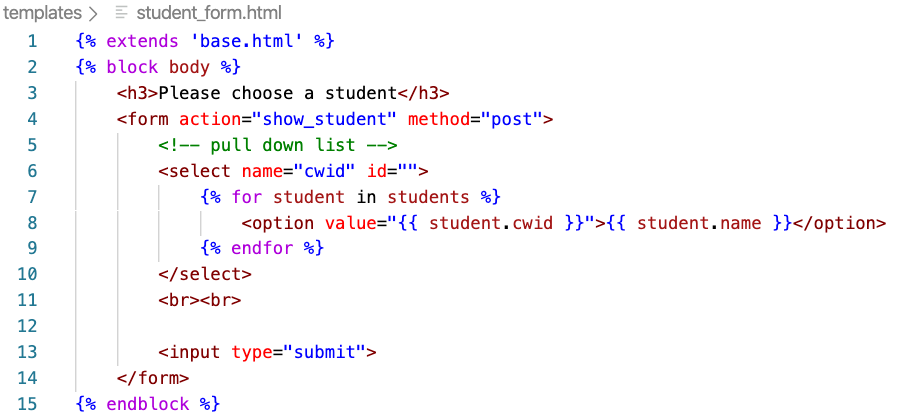 templates > student_form.html
1 {% extends 'base.html' %}
2 {% block body %}
3 <h3>Please choose a student</h3>
4 <form action="show_student" method="post">
5 <!-- pull down list -->
6 <select name="cwid" id="">
7 {% for student in students %}
8 <option value="{{ student.cwid }}">{{ student.name }}</option>
9 {% endfor %}
10 </select>
11 <br><br>
12
13 <input type="submit">
14 </form>
15 {% endblock %}